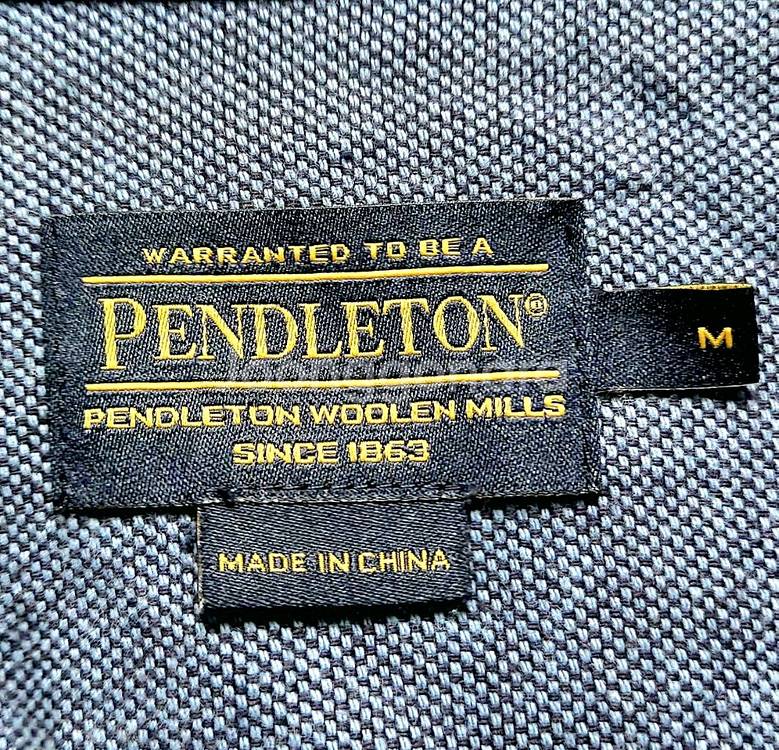 WARRANTED TO BE A
PENDLETON®
PENDLETON WOOLEN MILLS
SINCE 1863
M
MADE IN CHINA